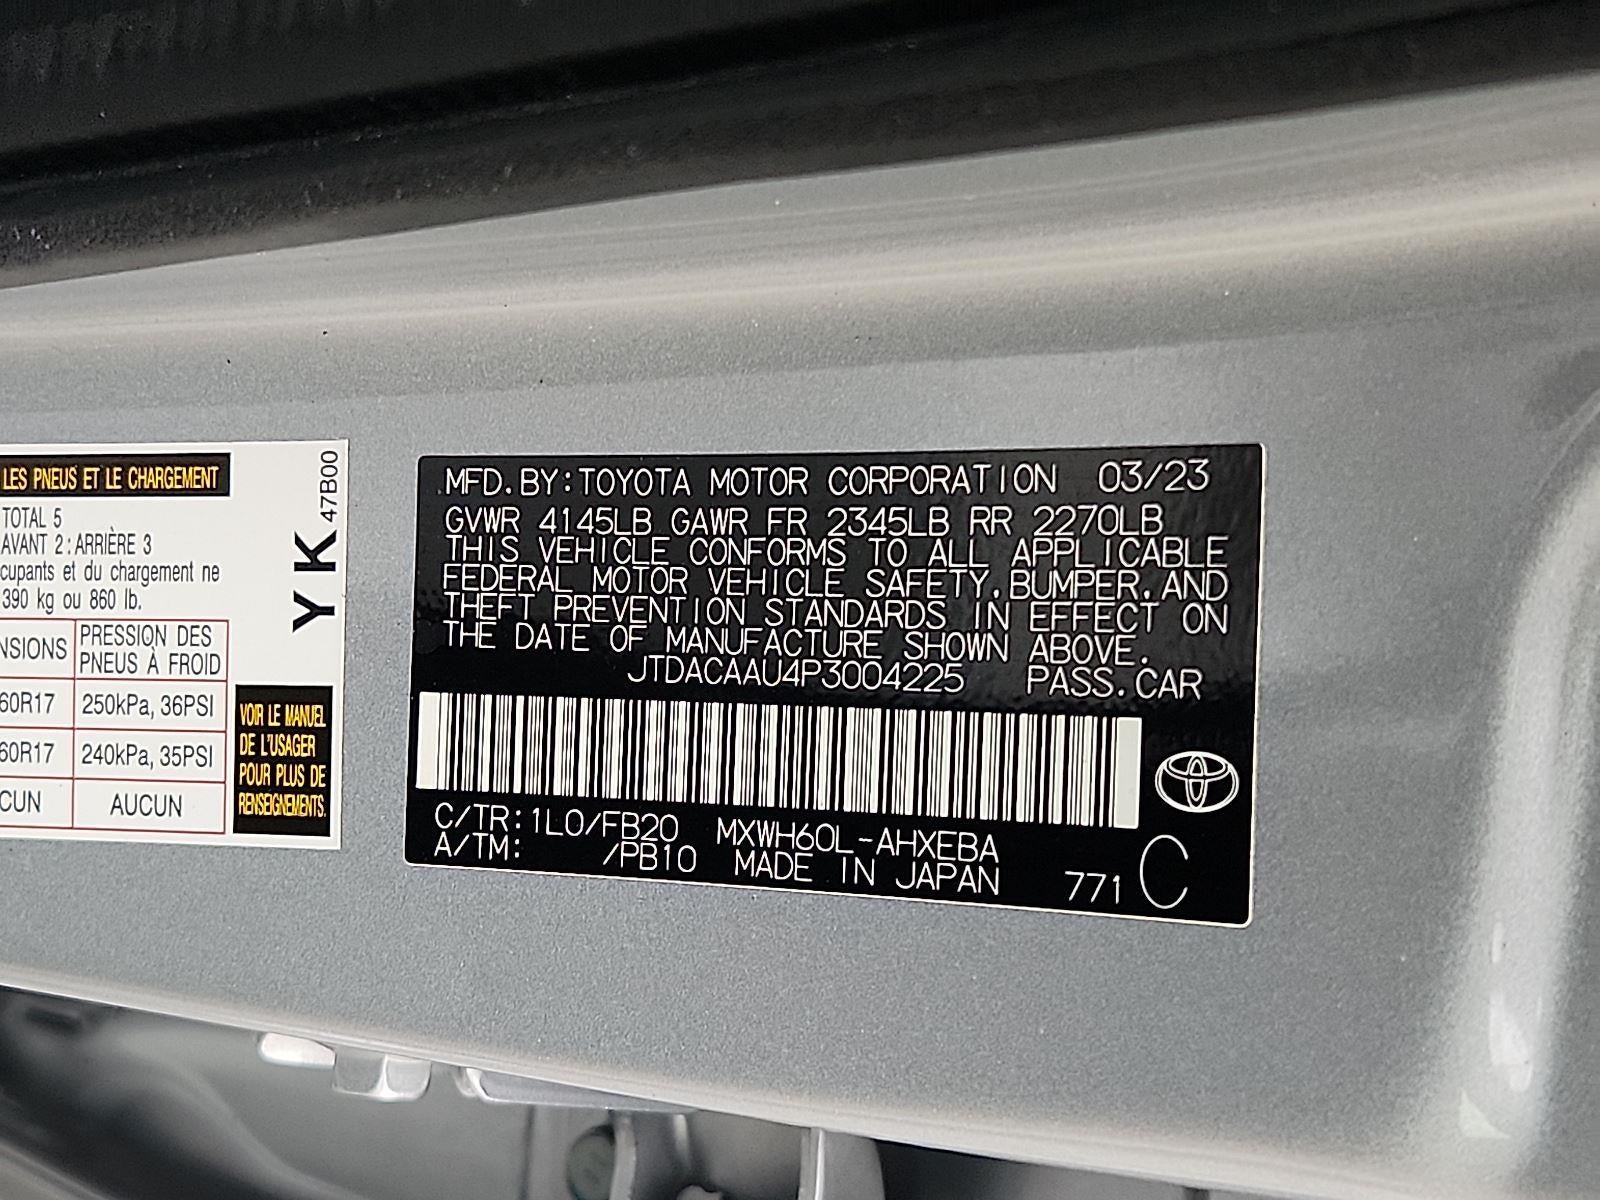 LES PNEUS ET LE CHARGEMENT
TOTAL 5
AVANT 2 : ARRIÈRE 3
cupants et du chargement ne
390 kg ou 860 lb.
NSIONS PRESSION DES PNEUS À FROID
60R17 250kPa, 36PSI
60R17 240kPa, 35PSI
CUN AUCUN
47B00
Y K
VOIR LE MANUEL
DE L'USAGER
POUR PLUS DE
RENSEIGNEMENTS.
MFD. BY: TOYOTA MOTOR CORPORATION 03/23
GVWR 4145LB GAWR FR 2345LB RR 2270LB
THIS VEHICLE CONFORMS TO ALL APPLICABLE
FEDERAL MOTOR VEHICLE SAFETY, BUMPER, AND
THEFT PREVENTION STANDARDS IN EFFECT ON
THE DATE OF MANUFACTURE SHOWN ABOVE.
JTDACAAU4P3004225 PASS. CAR
C/TR: 1L0/FB20 MXWH60L-AHXEBA
A/TM: /PB10 MADE IN JAPAN 771 C